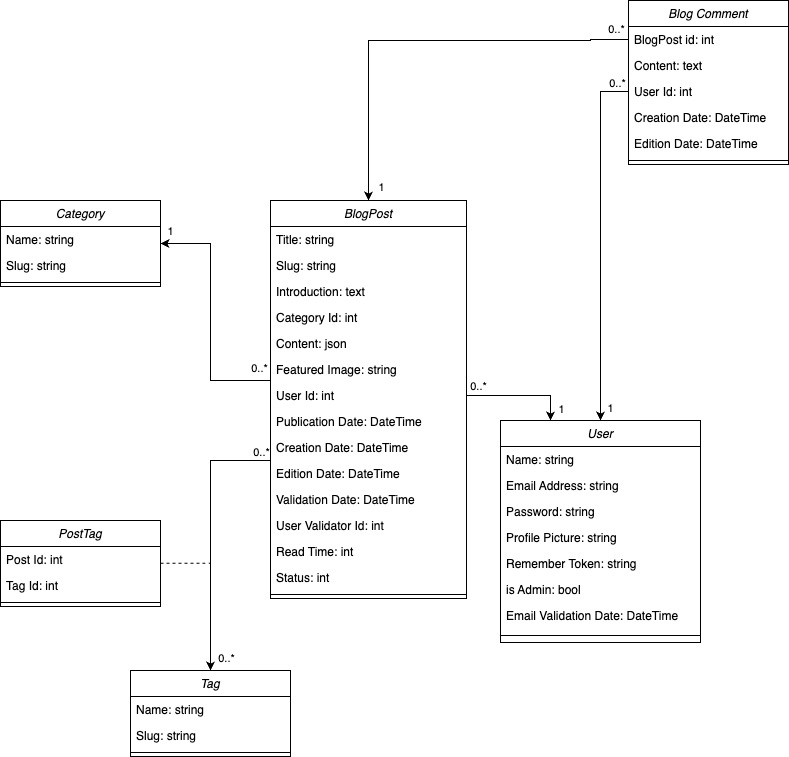 Blog Comment
0..*
BlogPost id: int
Content: text
0..*
User Id: int
Creation Date: DateTime
Edition Date: DateTime
1
Category
Name: string
Slug: string
1
BlogPost
Title: string
Slug: string
Introduction: text
Category Id: int
Content: json
Featured Image: string
User Id: int
Publication Date: DateTime
Creation Date: DateTime
Edition Date: DateTime
Validation Date: DateTime
User Validator Id: int
Read Time: int
Status: int
0..*
0..*
0..*
1
1
User
Name: string
Email Address: string
Password: string
Profile Picture: string
Remember Token: string
is Admin: bool
Email Validation Date: DateTime
PostTag
Post Id: int
Tag Id: int
0..*
Tag
Name: string
Slug: string